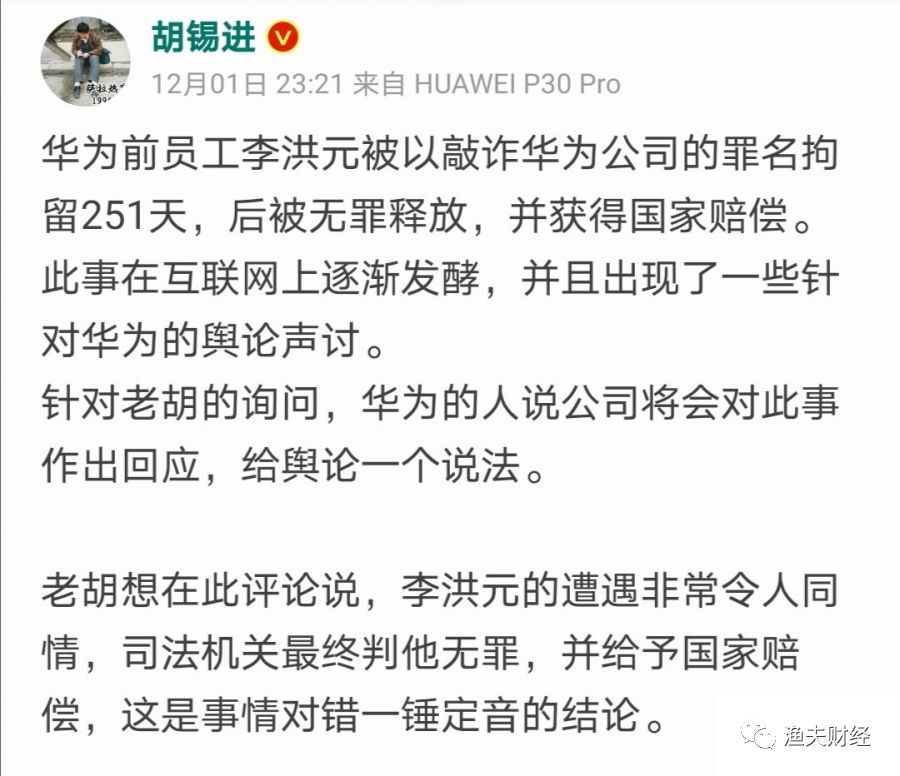 胡锡进
12月01日 23:21 来自 HUAWEI P30 Pro
华为前员工李洪元被以敲诈华为公司的罪名拘
留251天，后被无罪释放，并获得国家赔偿。
此事在互联网上逐渐发酵，并且出现了一些针
对华为的舆论声讨。
针对老胡的询问，华为的人说公司将会对此事
作出回应，给舆论一个说法。
老胡想在此评论说，李洪元的遭遇非常令人同
情，司法机关最终判他无罪，并给予国家赔
偿，这是事情对错一锤定音的结论。
渔夫财经